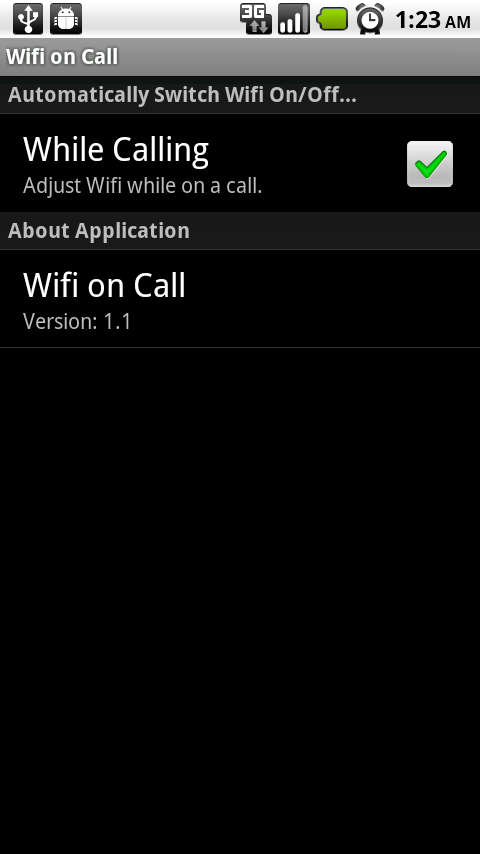 3G 1:23 AM
Wifi on Call
Automatically Switch Wifi On/Off...
While Calling
Adjust Wifi while on a call.
About Application
Wifi on Call
Version: 1.1